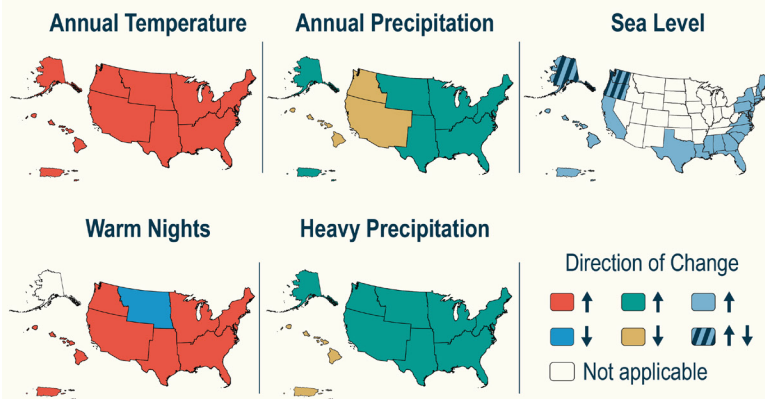 Annual Temperature
Annual Precipitation
Sea Level
Warm Nights
Heavy Precipitation
Direction of Change
Not applicable